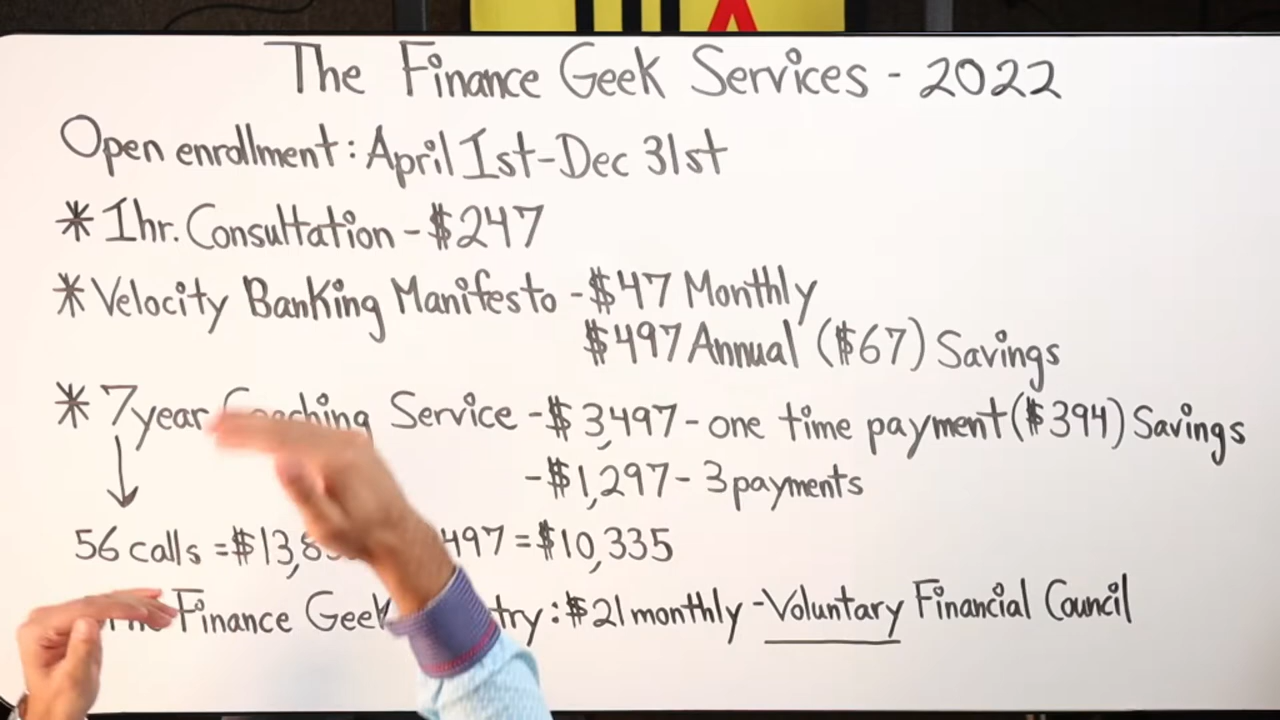 The Finance Geek Services - 2022
Open enrollment: April 1st-Dec 31st
* 1hr. Consultation - $247
* Velocity Banking Manifesto - $47 Monthly
$497 Annual ($67) Savings
* 7 year Coaching Service - $3,497 - one time payment ($394) Savings
- $1,297 - 3 payments
56 calls = $13,8 497 = $10,335
Finance Geek try: $21 monthly - Voluntary Financial Council